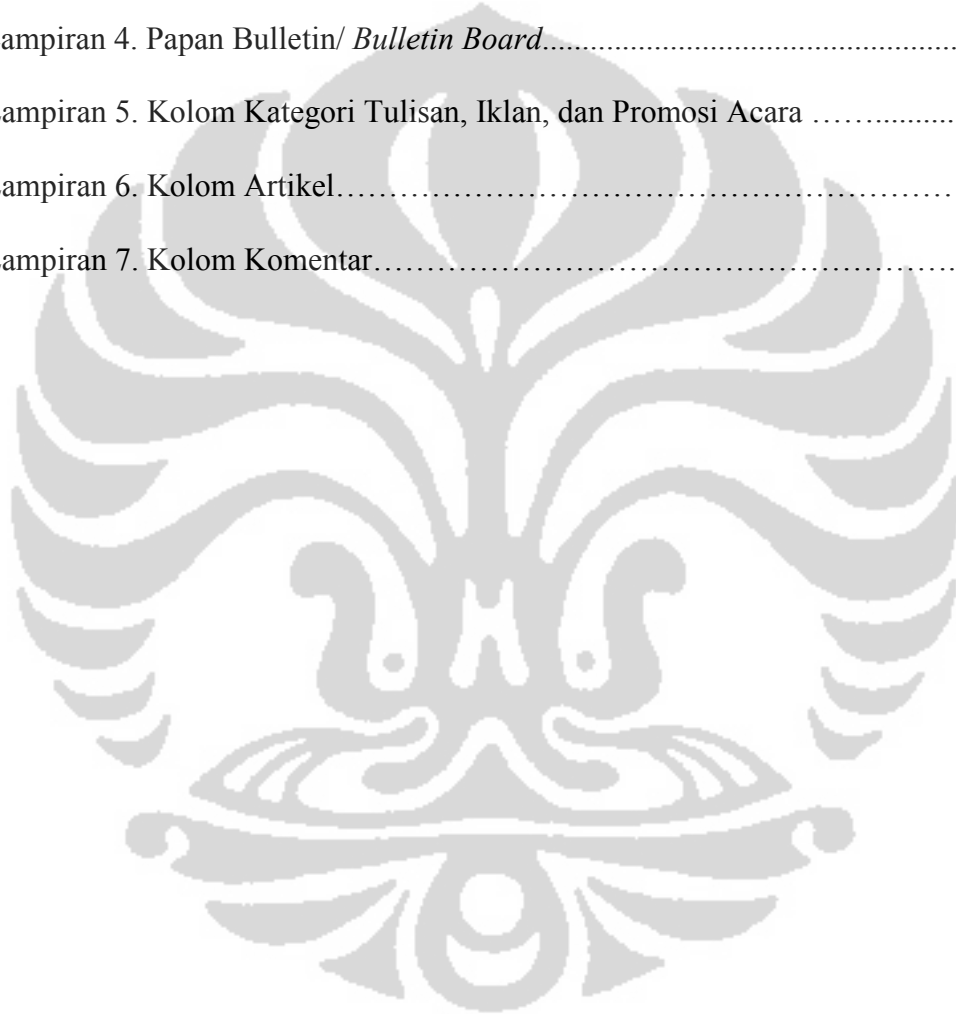 ampiran 4. Papan Bulletin/ Bulletin Board..................................................
ampiran 5. Kolom Kategori Tulisan, Iklan, dan Promosi Acara ……..........
ampiran 6. Kolom Artikel……………………………………………………
ampiran 7. Kolom Komentar……………………………………………….